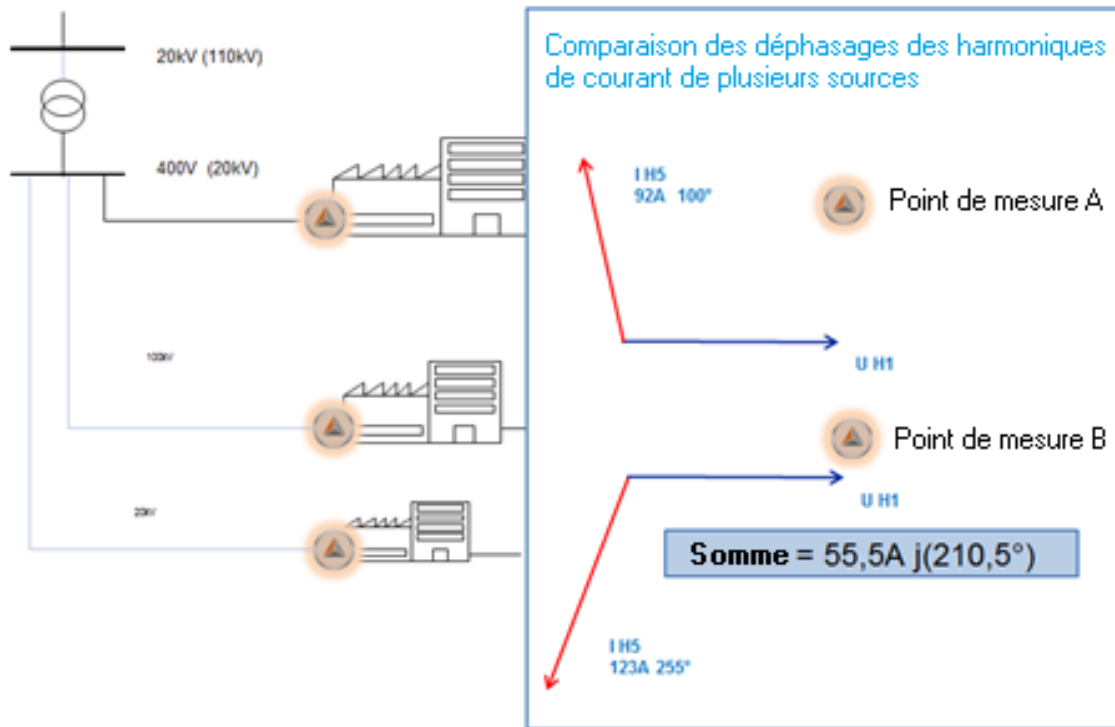 20kV (110kV)
400V (20kV)
100kV
20kV
Comparaison des déphasages des harmoniques
de courant de plusieurs sources
I H5
92A 100°
Point de mesure A
U H1
Point de mesure B
U H1
Somme = 55,5A j(210,5°)
I H5
123A 255°